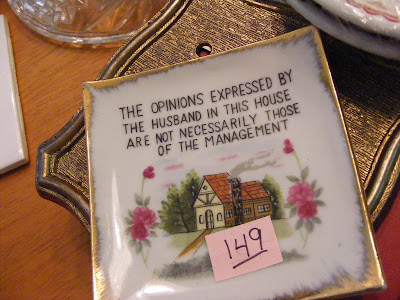 THE OPINIONS EXPRESSED BY
THE HUSBAND IN THIS HOUSE
ARE NOT NECESSARILY THOSE
OF THE MANAGEMENT
149